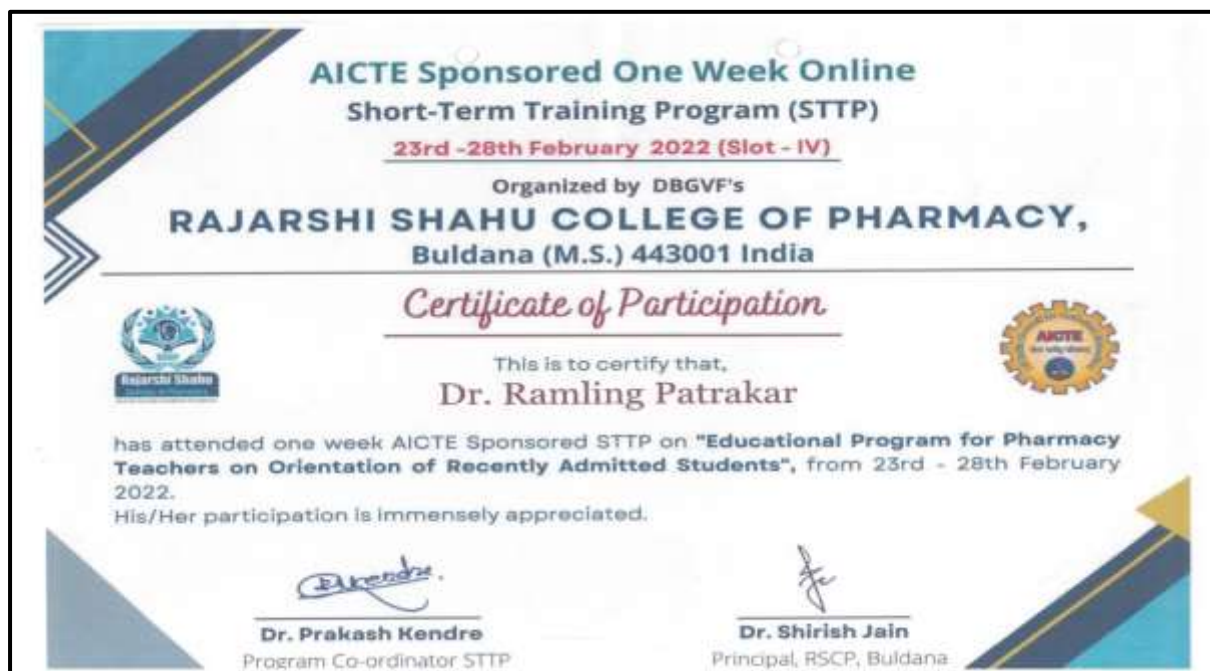 AICTE Sponsored One Week Online
Short-Term Training Program (STTP)
23rd -28th February 2022 (Slot - IV)
Organized by DBGVF's
RAJARSHI SHAHU COLLEGE OF PHARMACY,
Buldana (M.S.) 443001 India
Certificate of Participation
Rajarshi Shahu
AICTE
This is to certify that,
Dr. Ramling Patrakar
has attended one week AICTE Sponsored STTP on "Educational Program for Pharmacy
Teachers on Orientation of Recently Admitted Students", from 23rd - 28th February
2022.
His/Her participation is immensely appreciated.
Dr. Prakash Kendre
Program Co-ordinator STTP
Dr. Shirish Jain
Principal, RSCP, Buldana